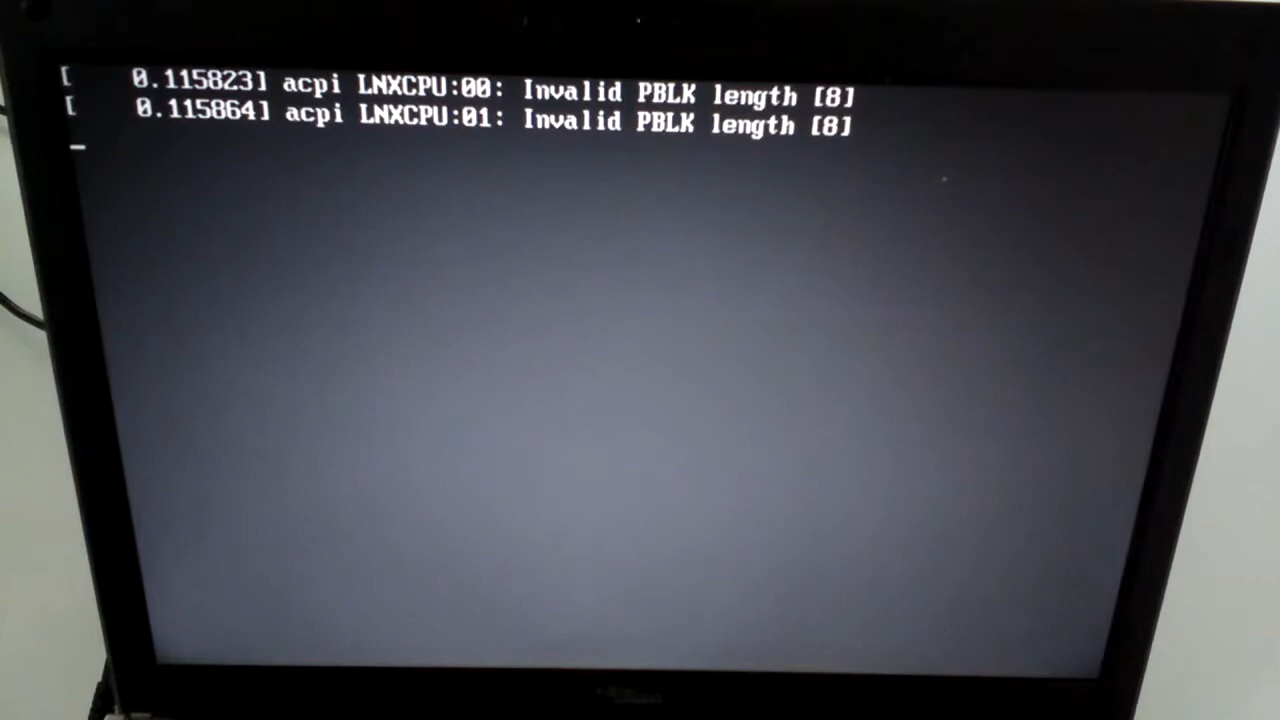 [    0.115823] acpi LNXCPU:00: Invalid PBLK length [8]
[    0.115864] acpi LNXCPU:01: Invalid PBLK length [8]